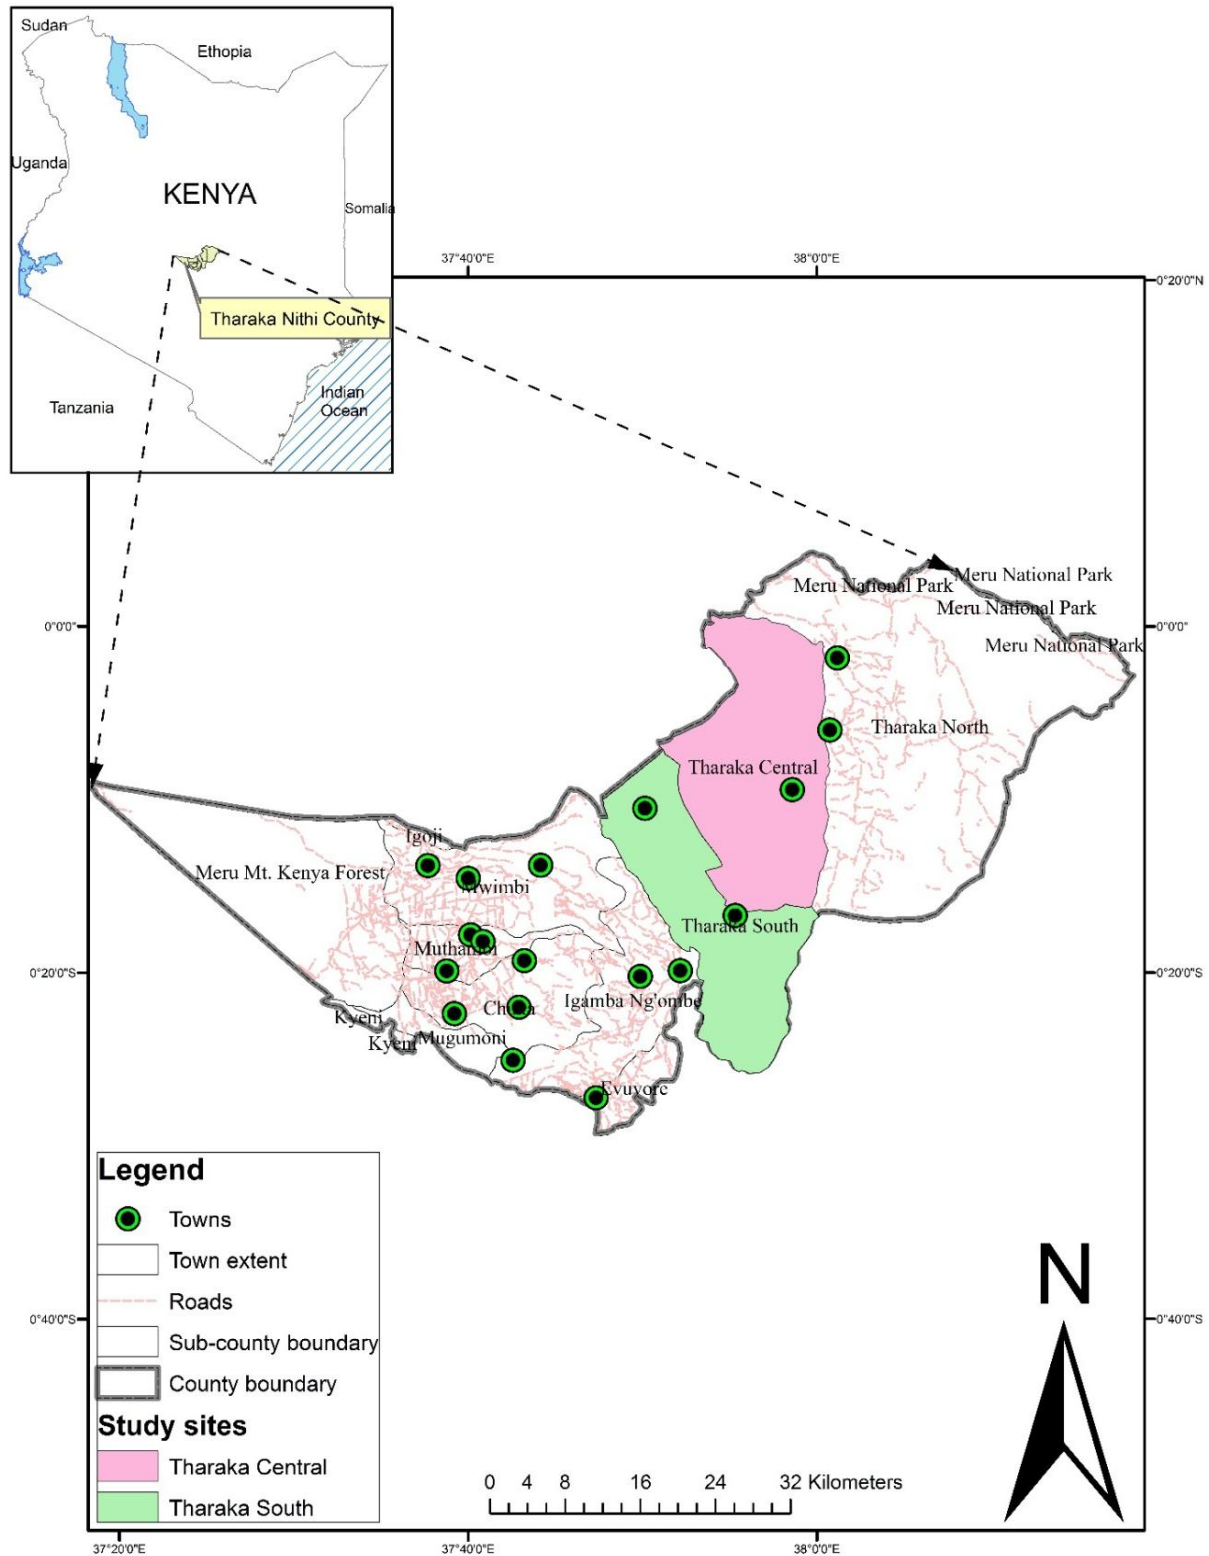 Sudan
Ethiopia
Uganda
KENYA
Somalia
Tharaka Nithi County
Tanzania
Indian
Ocean
37°40'0"E
38°0'0"E
0°20'0"N
0°20'0"N
Meru National Park
Meru National Park
Meru National Park
Meru National Park
0°0'0"
0°0'0"
Tharaka North
Tharaka Central
Igoji
Meru Mt. Kenya Forest
Mwimbi
Tharaka South
Muthambi
0°20'0"S
0°20'0"S
Igamba Ng'ombe
Chuka
Kyeni
Kyeni
Mugumoni
Evuvore
Legend
Towns
Town extent
Roads
Sub-county boundary
County boundary
Study sites
Tharaka Central
Tharaka South
0°40'0"S
0°40'0"S
N
0 4 8 16 24 32 Kilometers
37°20'0"E
37°40'0"E
38°0'0"E